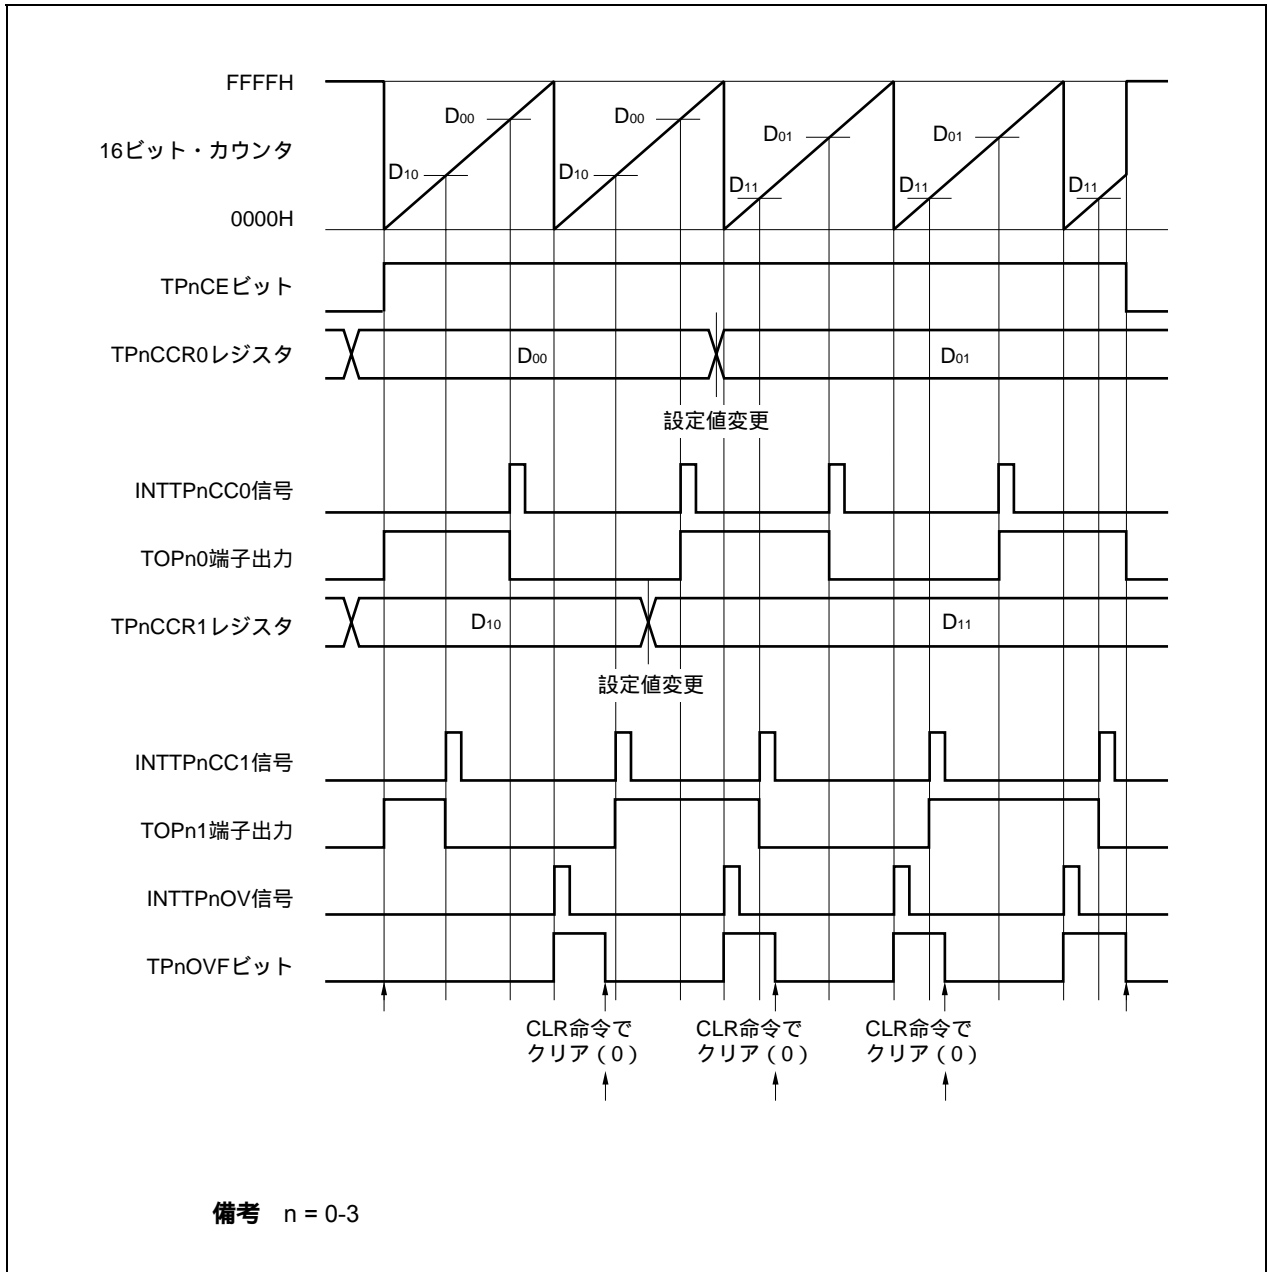 FFFFH
D00
D00
D01
D01
16ビット・カウンタ
D10
D10
D11
D11
D11
0000H
TPnCEビット
TPnCCR0レジスタ
D00
D01
設定値変更
INTTPnCC0信号
TOPn0端子出力
TPnCCR1レジスタ
D10
D11
設定値変更
INTTPnCC1信号
TOPn1端子出力
INTTPnOV信号
TPnOVFビット
CLR命令で
クリア（0）
CLR命令で
クリア（0）
CLR命令で
クリア（0）
備考 n = 0-3